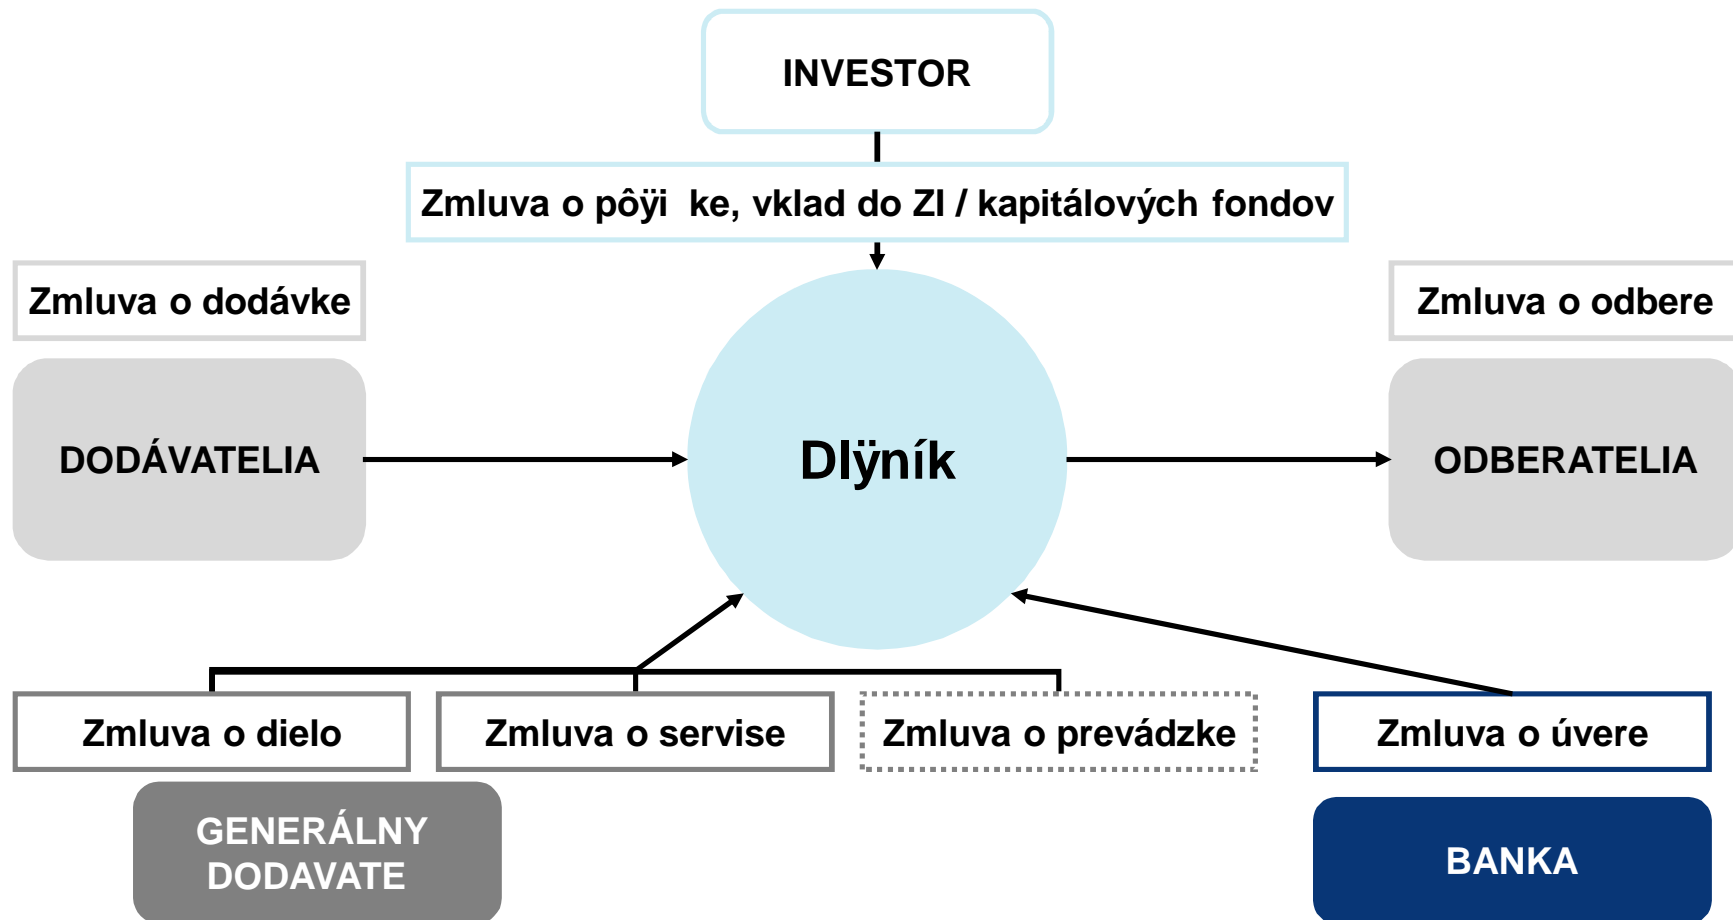 INVESTOR
Zmluva o pôÿi ke, vklad do ZI / kapitálových fondov
Zmluva o dodávke
Zmluva o odbere
DODÁVATELIA
Dlÿník
ODBERATELIA
Zmluva o dielo
Zmluva o servise
Zmluva o prevádzke
Zmluva o úvere
GENERÁLNY
DODAVATE
BANKA